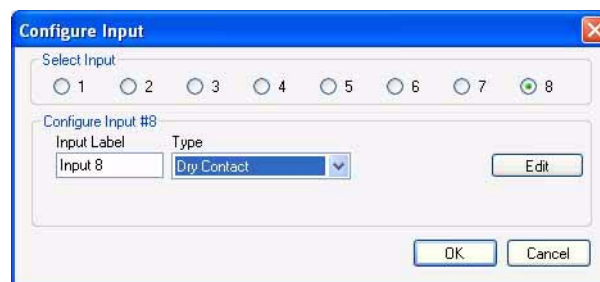 Configure Input
Select Input
1 2 3 4 5 6 7 8
Configure Input #8
Input Label Type
Input 8 Dry Contact Edit
OK Cancel